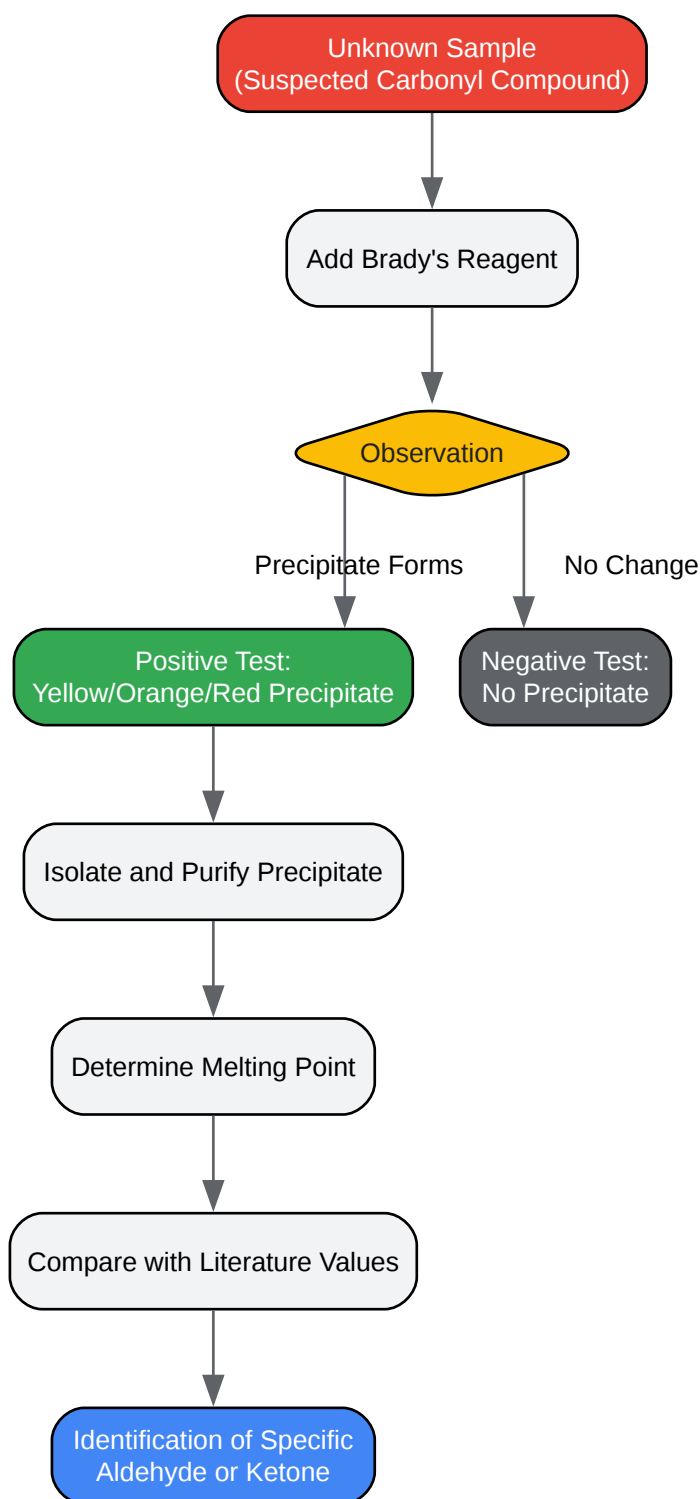 Unknown Sample
(Suspected Carbonyl Compound)
Add Brady's Reagent
Observation
Precipitate Forms
No Change
Positive Test:
Yellow/Orange/Red Precipitate
Negative Test:
No Precipitate
Isolate and Purify Precipitate
Determine Melting Point
Compare with Literature Values
Identification of Specific
Aldehyde or Ketone